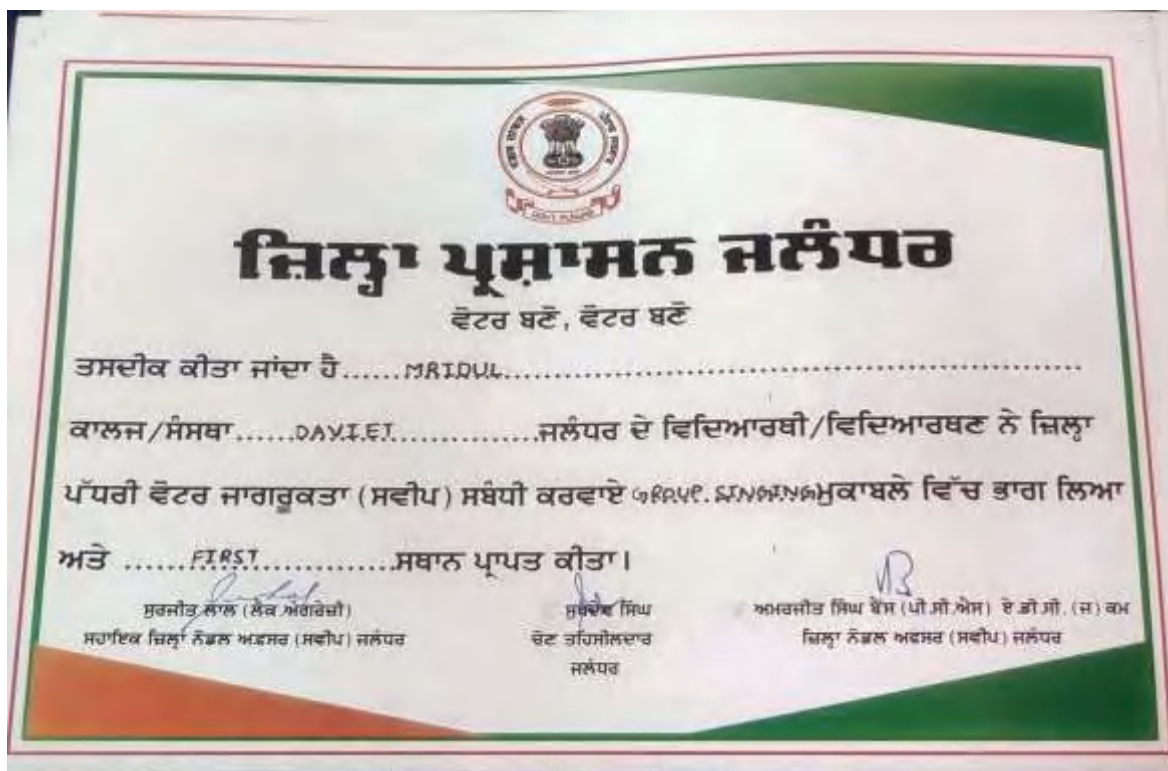 ਜ਼ਿਲ੍ਹਾ ਪ੍ਰਸ਼ਾਸਨ ਜਲੰਧਰ
ਵੋਟਰ ਬਣੋ, ਵੋਟਰ ਬਣੋ
ਤਸਦੀਕ ਕੀਤਾ ਜਾਂਦਾ ਹੈ......MRIDUL......
ਕਾਲਜ/ਸੰਸਥਾ......DAVIET......ਜਲੰਧਰ ਦੇ ਵਿਦਿਆਰਥੀ/ਵਿਦਿਆਰਥਣ ਨੇ ਜ਼ਿਲ੍ਹਾ
ਪੱਧਰੀ ਵੋਟਰ ਜਾਗਰੂਕਤਾ (ਸਵੀਪ) ਸਬੰਧੀ ਕਰਵਾਏ GROUP SINGING ਮੁਕਾਬਲੇ ਵਿੱਚ ਭਾਗ ਲਿਆ
ਅਤੇ ......FIRST......ਸਥਾਨ ਪ੍ਰਾਪਤ ਕੀਤਾ।
ਸੁਰਜੀਤ ਲਾਲ (ਲੈਕ ਅੰਗਰੇਜ਼ੀ)
ਸਹਾਇਕ ਜ਼ਿਲ੍ਹਾ ਨੋਡਲ ਅਫਸਰ (ਸਵੀਪ) ਜਲੰਧਰ
ਸੁਖਦੇਵ ਸਿੰਘ
ਚੋਣ ਤਹਿਸੀਲਦਾਰ
ਜਲੰਧਰ
ਅਮਰਜੀਤ ਸਿੰਘ ਬੈਂਸ (ਪੀ.ਸੀ.ਐਸ) ਏ.ਡੀ.ਸੀ. (ਜ) ਕਮ
ਜ਼ਿਲ੍ਹਾ ਨੋਡਲ ਅਫਸਰ (ਸਵੀਪ) ਜਲੰਧਰ